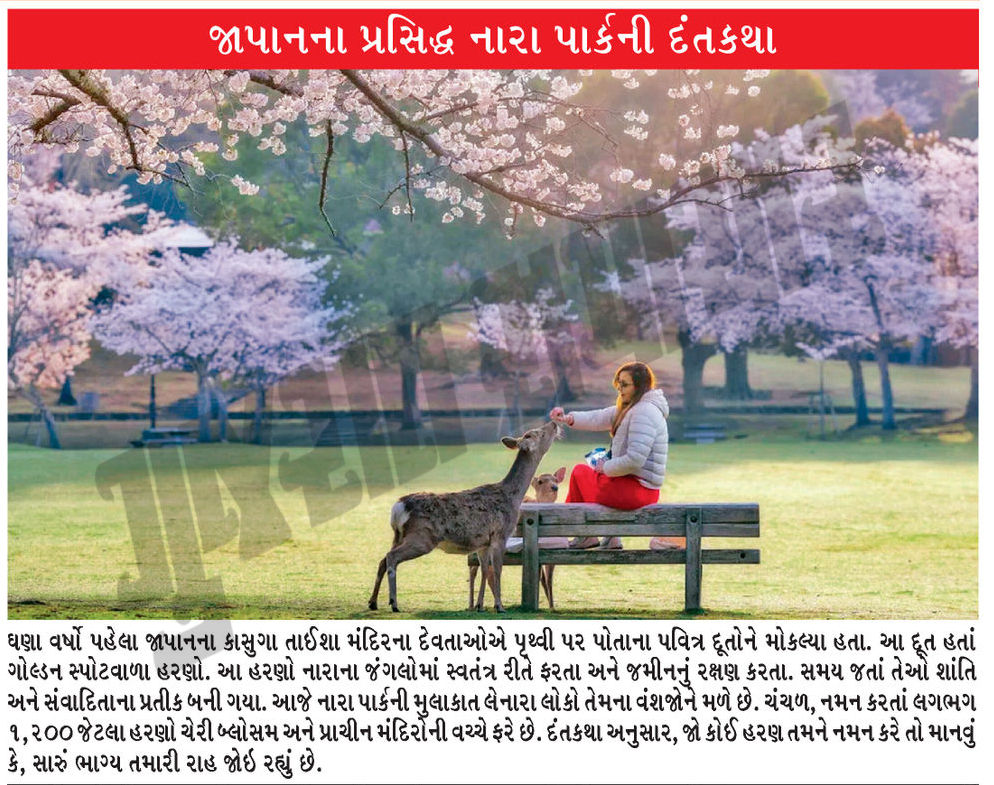 જાપાનના પ્રસિદ્ધ નારા પાર્કની દંતકથા
ઘણા વર્ષો પહેલા જાપાનના કાસુગા તાઈશા મંદિરના દેવતાઓએ પૃથ્વી પર પોતાના પવિત્ર દૂતોને મોકલ્યા હતા. આ દૂત હતાં
ગોલ્ડન સ્પોટવાળા હરણો. આ હરણો નારાના જંગલોમાં સ્વતંત્ર રીતે ફરતા અને જમીનનું રક્ષણ કરતા. સમય જતાં તેઓ શાંતિ
અને સંવાદિતાના પ્રતીક બની ગયા. આજે નારા પાર્કની મુલાકાત લેનારા લોકો તેમના વંશજોને મળે છે. ચંચળ, નમન કરતાં લગભગ
૧,૨૦૦ જેટલા હરણો ચેરી બ્લોસમ અને પ્રાચીન મંદિરોની વચ્ચે ફરે છે. દંતકથા અનુસાર, જો કોઈ હરણ તમને નમન કરે તો માનવું
કે, સારું ભાગ્ય તમારી રાહ જોઇ રહ્યું છે.